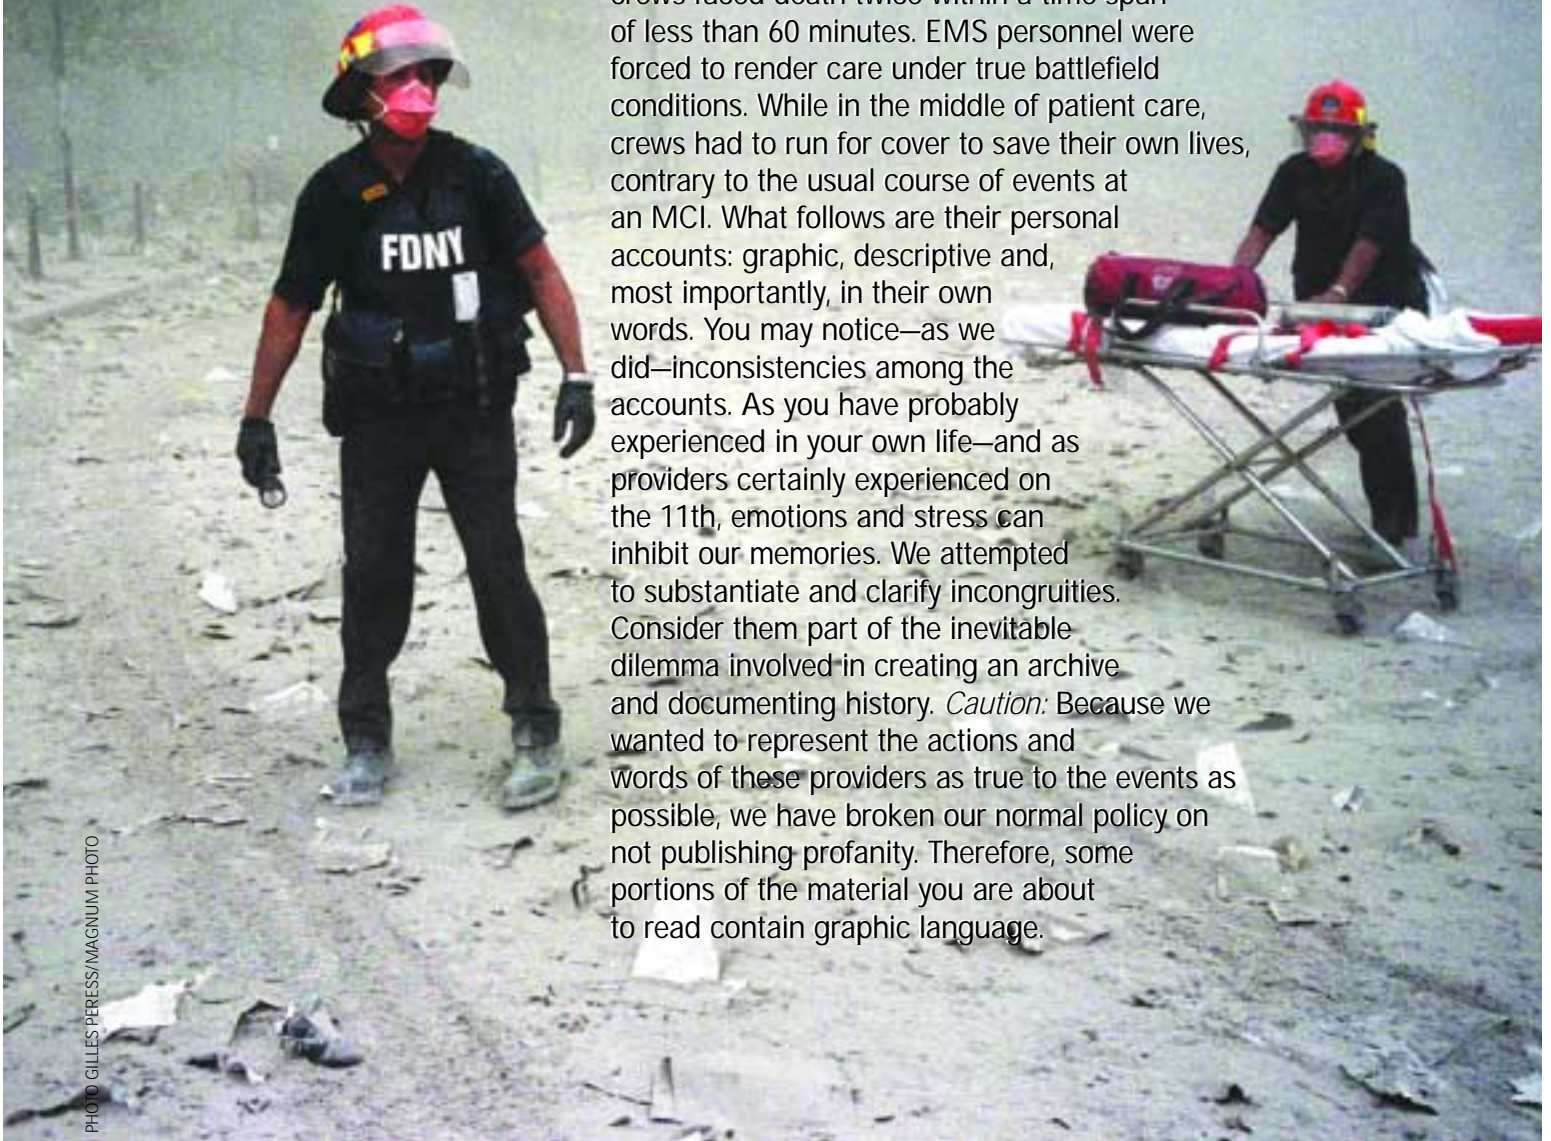 crews faced death twice within a time span
of less than 60 minutes. EMS personnel were
forced to render care under true battlefield
conditions. While in the middle of patient care,
crews had to run for cover to save their own lives,
contrary to the usual course of events at
an MCI. What follows are their personal
accounts: graphic, descriptive and,
most importantly, in their own
words. You may notice—as we
did—inconsistencies among the
accounts. As you have probably
experienced in your own life—and as
providers certainly experienced on
the 11th, emotions and stress can
inhibit our memories. We attempted
to substantiate and clarify incongruities.
Consider them part of the inevitable
dilemma involved in creating an archive
and documenting history. Caution: Because we
wanted to represent the actions and
words of these providers as true to the events as
possible, we have broken our normal policy on
not publishing profanity. Therefore, some
portions of the material you are about
to read contain graphic language.
FDNY
PHOTO GILLES PERESS/MAGNUM PHOTO